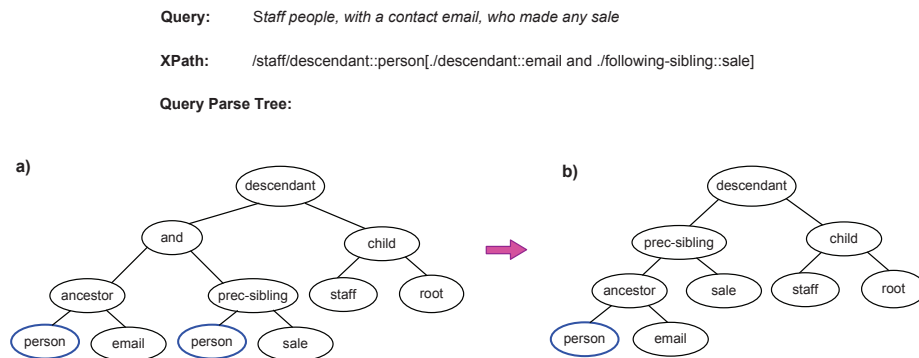 Query: Staff people, with a contact email, who made any sale
XPath: /staff/descendant::person[./descendant::email and ./following-sibling::sale]
Query Parse Tree:
a)
descendant
and
child
ancestor
prec-sibling
staff
root
person
email
person
sale
b)
descendant
prec-sibling
child
ancestor
sale
staff
root
person
email